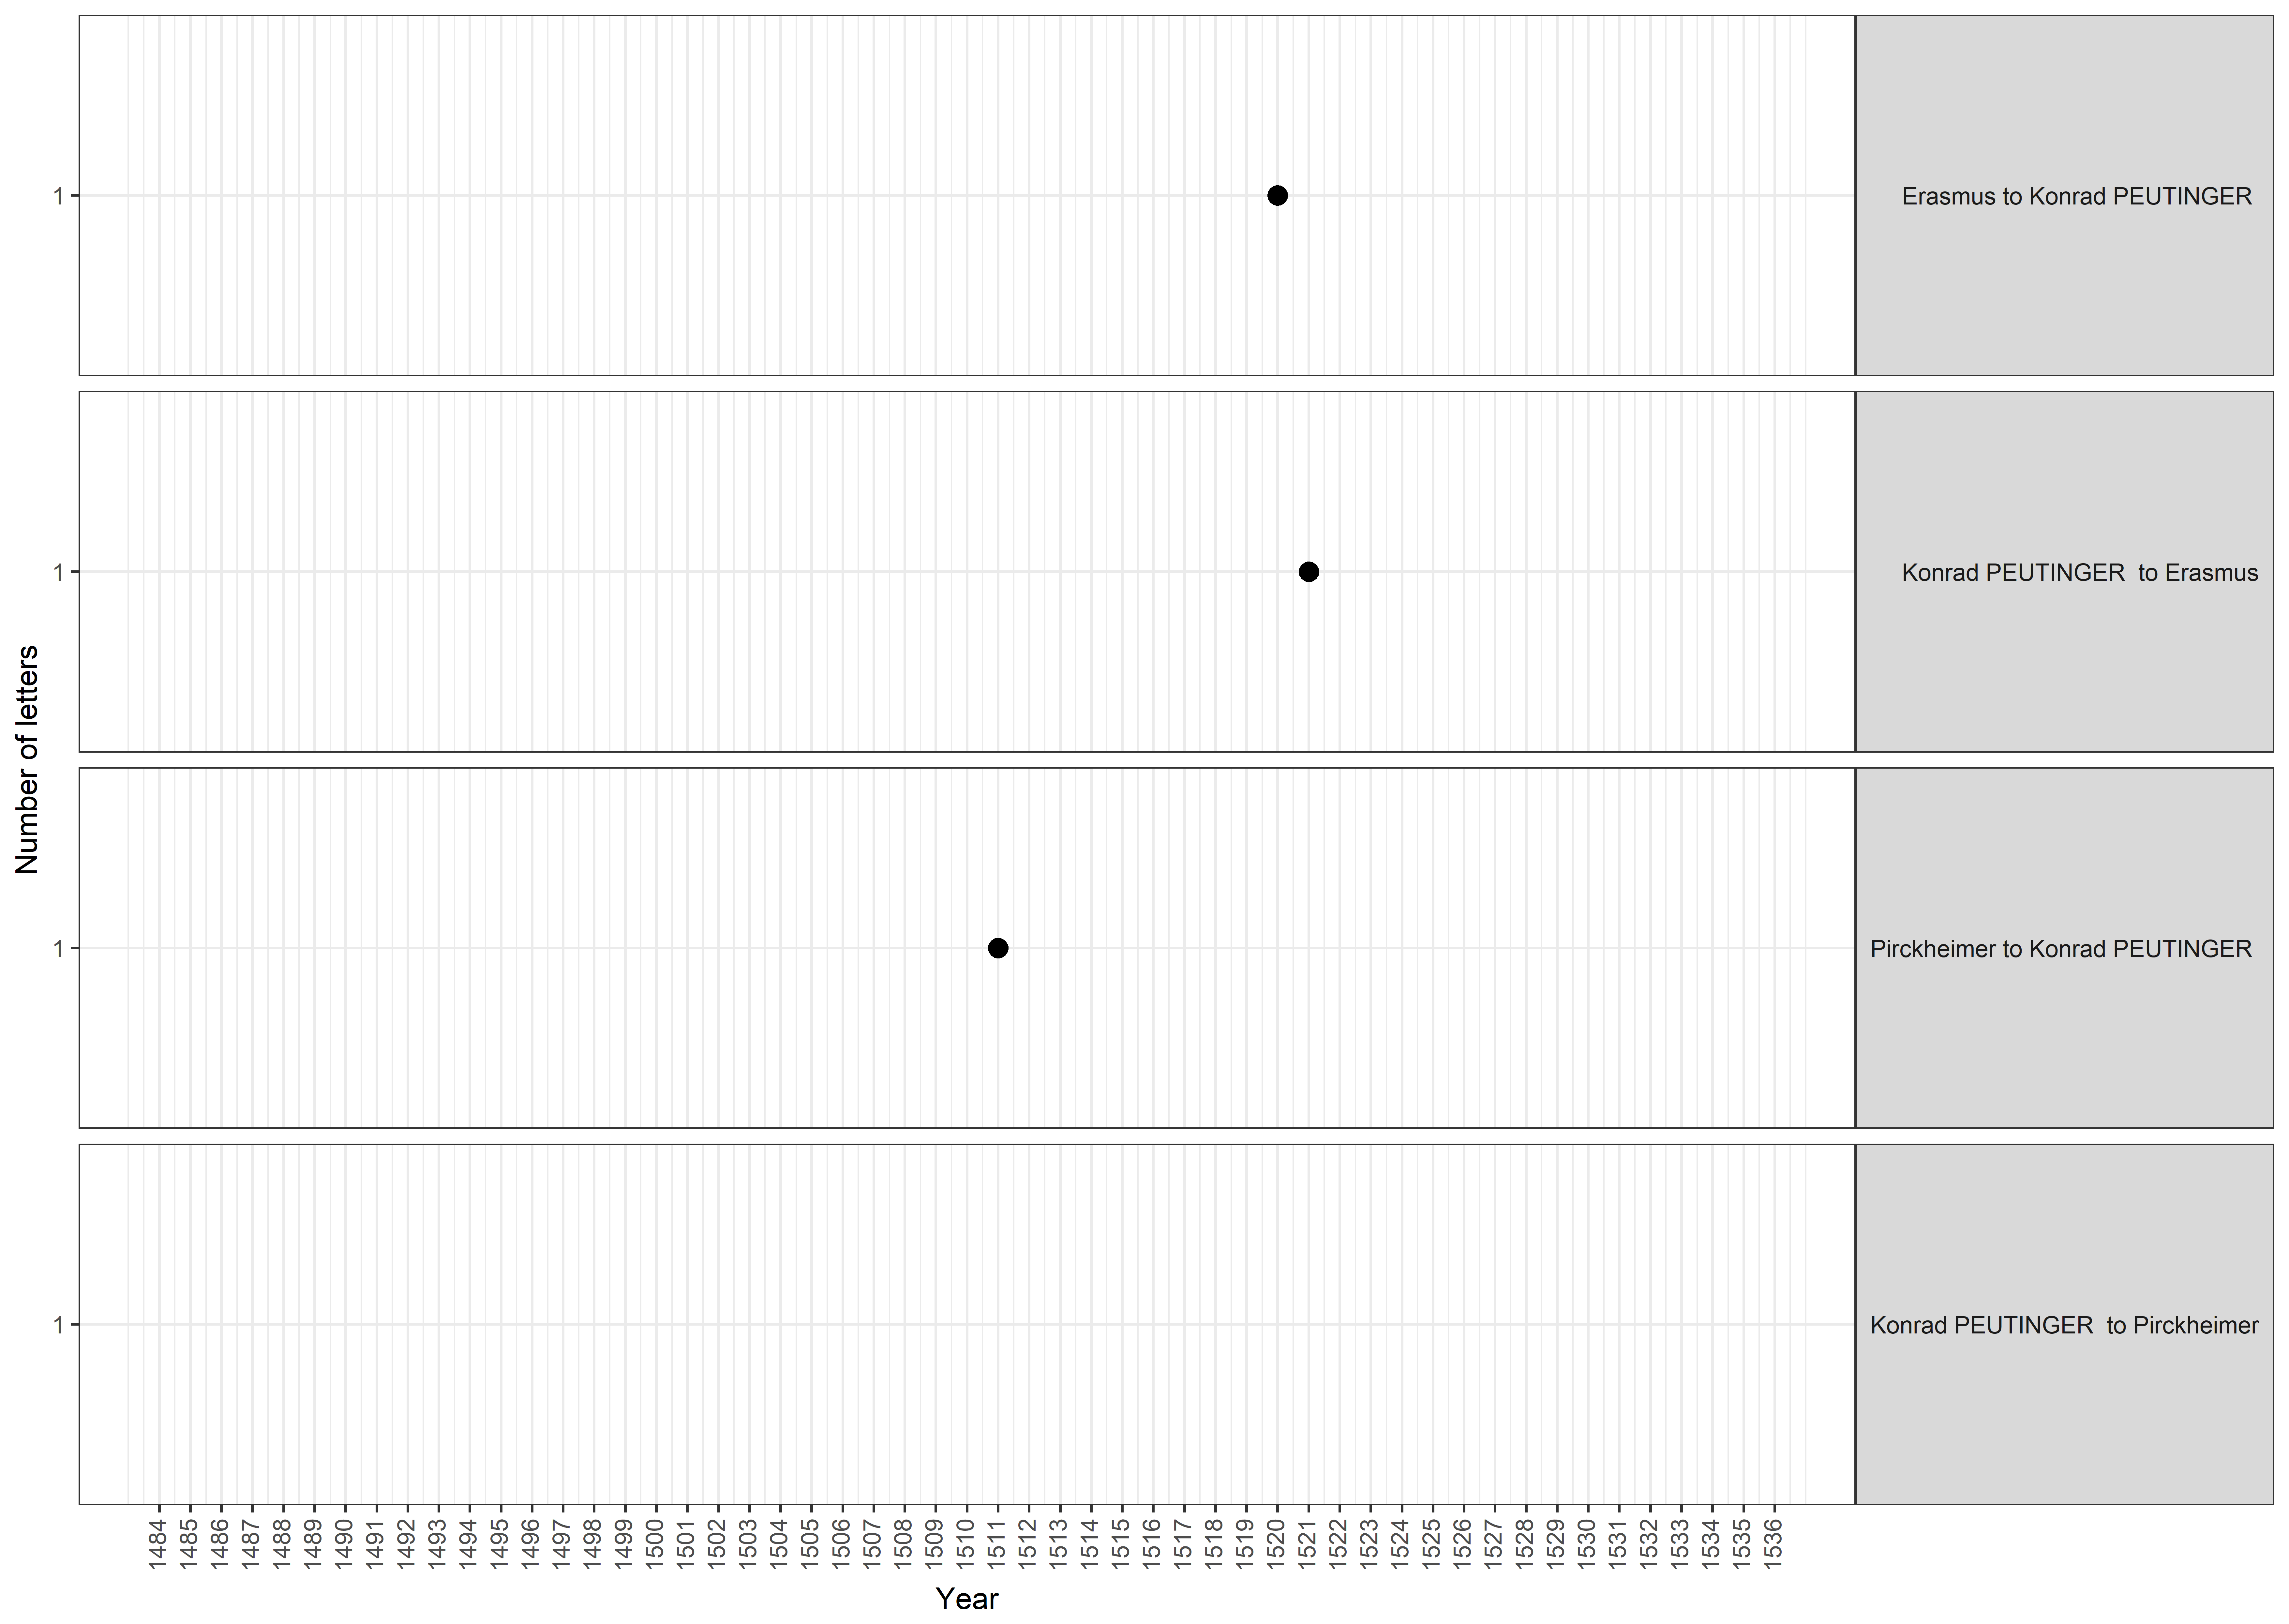 Number of letters
1
Erasmus to Konrad PEUTINGER
1
Konrad PEUTINGER  to Erasmus
1
Pirckheimer to Konrad PEUTINGER
1
Konrad PEUTINGER  to Pirckheimer
1484 1485 1486 1487 1488 1489 1490 1491 1492 1493 1494 1495 1496 1497 1498 1499 1500 1501 1502 1503 1504 1505 1506 1507 1508 1509 1510 1511 1512 1513 1514 1515 1516 1517 1518 1519 1520 1521 1522 1523 1524 1525 1526 1527 1528 1529 1530 1531 1532 1533 1534 1535 1536
Year